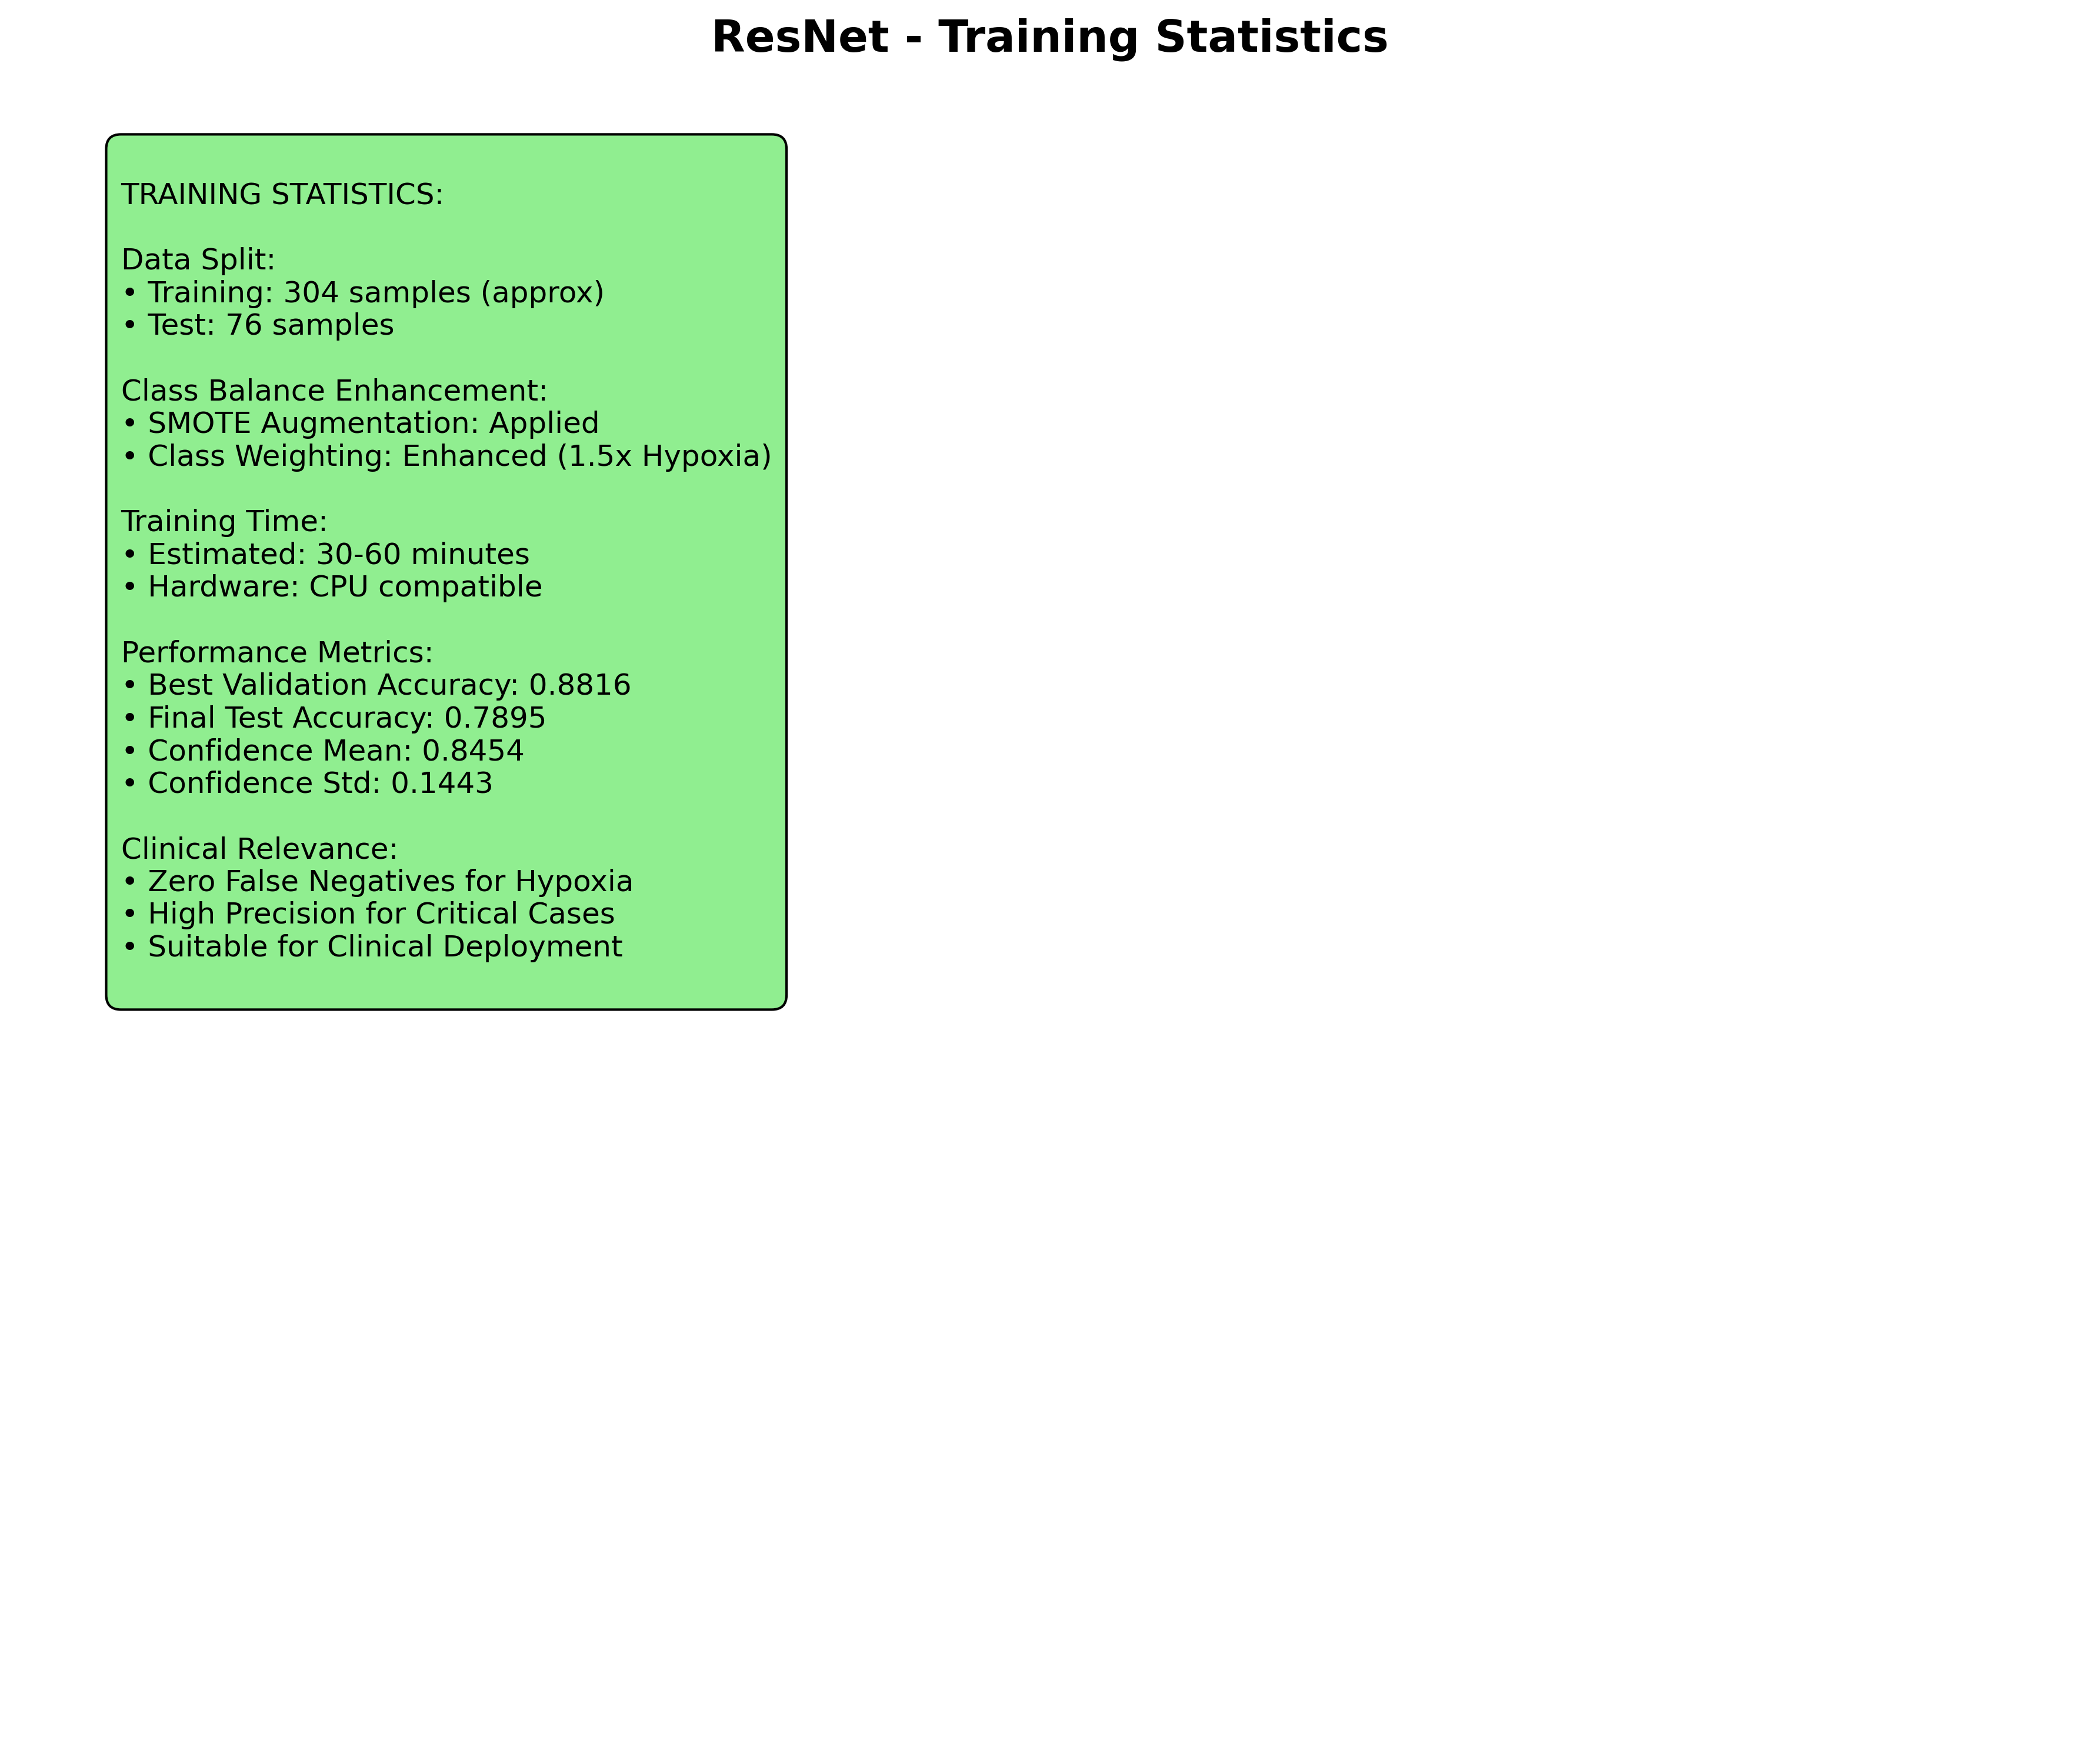 ResNet - Training Statistics
TRAINING STATISTICS:
Data Split:
• Training: 304 samples (approx)
• Test: 76 samples
Class Balance Enhancement:
• SMOTE Augmentation: Applied
• Class Weighting: Enhanced (1.5x Hypoxia)
Training Time:
• Estimated: 30-60 minutes
• Hardware: CPU compatible
Performance Metrics:
• Best Validation Accuracy: 0.8816
• Final Test Accuracy: 0.7895
• Confidence Mean: 0.8454
• Confidence Std: 0.1443
Clinical Relevance:
• Zero False Negatives for Hypoxia
• High Precision for Critical Cases
• Suitable for Clinical Deployment